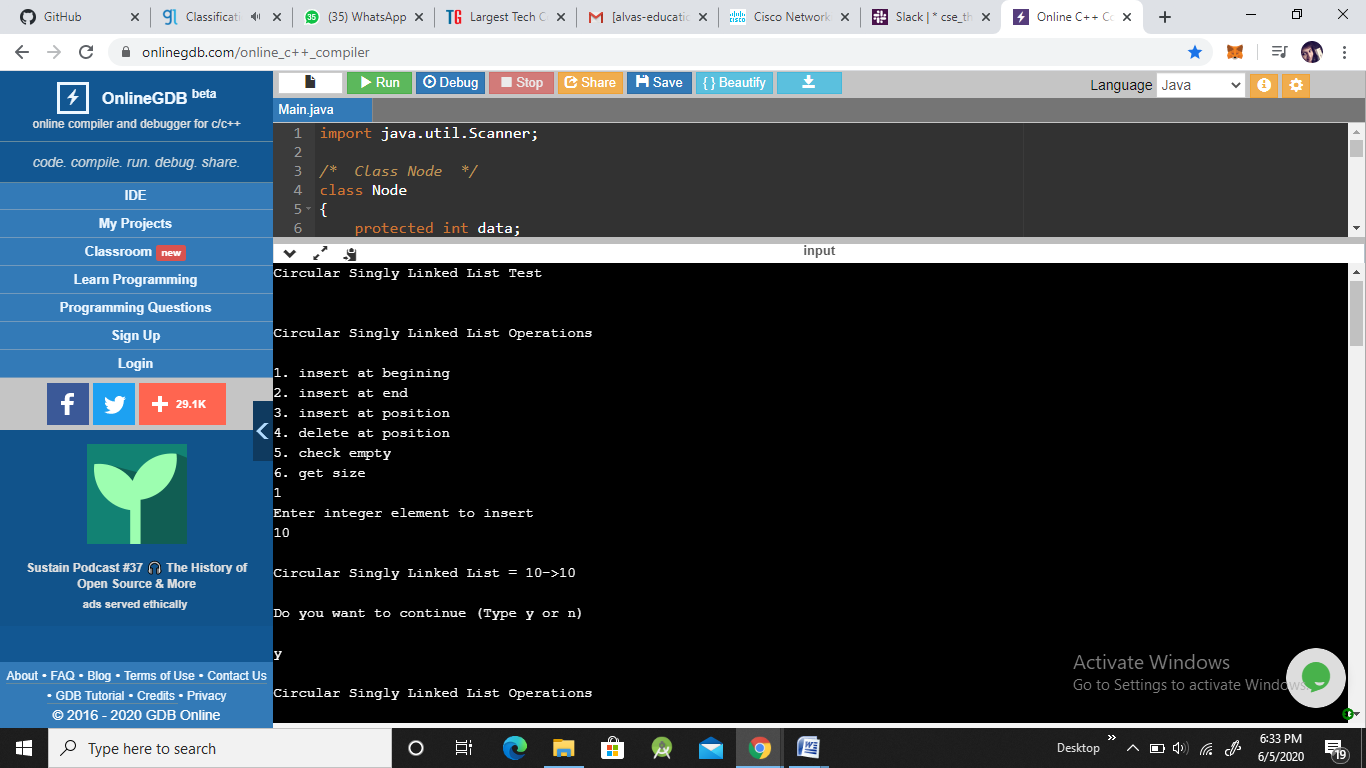 GitHub
Classificati
(35) WhatsApp
TG Largest Tech C
[alvas-educatio
cisco Cisco Network
Slack | * cse_th
Online C++ Co
onlinegdb.com/online_c++_compiler
OnlineGDB beta
online compiler and debugger for c/c++
code. compile. run. debug. share.
IDE
My Projects
Classroom new
Learn Programming
Programming Questions
Sign Up
Login
29.1K
Sustain Podcast #37 🎧 The History of
Open Source & More
ads served ethically
About • FAQ • Blog • Terms of Use • Contact Us
• GDB Tutorial • Credits • Privacy
© 2016 - 2020 GDB Online
Run Debug Stop Share Save { } Beautify
Language Java
Main.java
1 import java.util.Scanner;
2
3 /* Class Node */
4 class Node
5 {
6 protected int data;
input
Circular Singly Linked List Test
Circular Singly Linked List Operations
1. insert at begining
2. insert at end
3. insert at position
4. delete at position
5. check empty
6. get size
1
Enter integer element to insert
10
Circular Singly Linked List = 10->10
Do you want to continue (Type y or n)
y
Circular Singly Linked List Operations
Activate Windows
Go to Settings to activate Windows.
Type here to search
Desktop
6:33 PM
6/5/2020
19